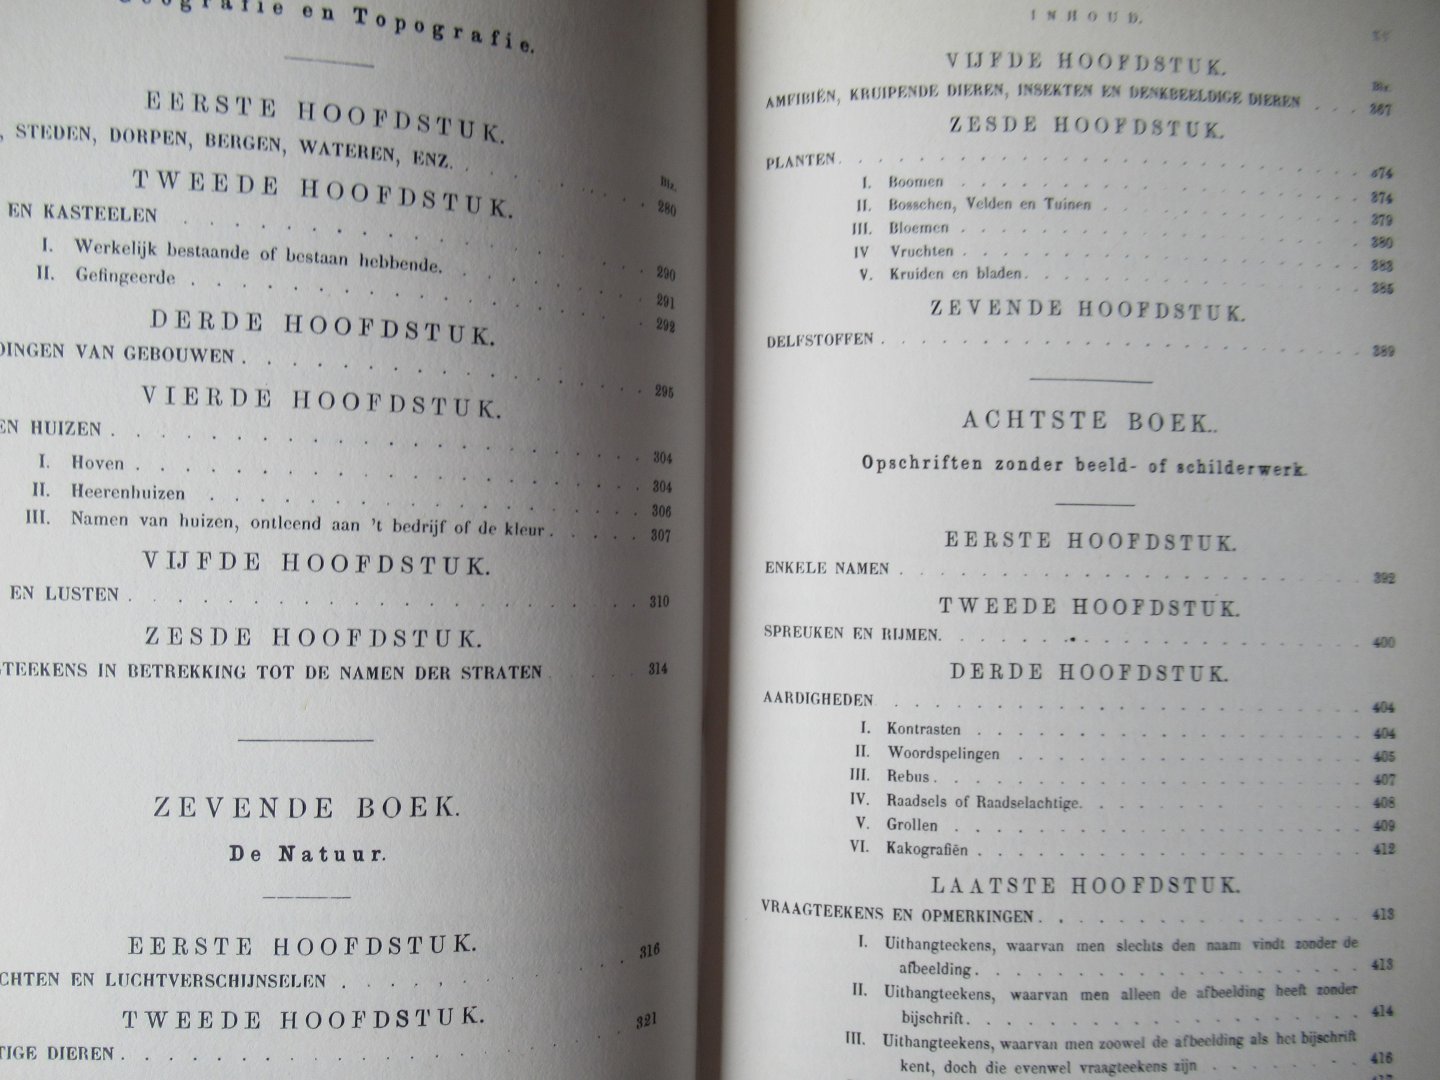 en Topografie.
EERSTE HOOFDSTUK.
, STEDEN, DORPEN, BERGEN, WATEREN, ENZ. . . . . . . .
Blz.
280
TWEEDE HOOFDSTUK.
EN KASTEELEN . . . . . . . . . . . . . 290
I. Werkelijk bestaande of bestaan hebbende. . . . . . . 291
II. Gefingeerde . . . . . . . . . . . . . 292
DERDE HOOFDSTUK.
DINGEN VAN GEBOUWEN . . . . . . . . . . . . 295
VIERDE HOOFDSTUK.
EN HUIZEN . . . . . . . . . . . . . . 304
I. Hoven . . . . . . . . . . . . . . 304
II. Heerenhuizen . . . . . . . . . . . . 306
III. Namen van huizen, ontleend aan 't bedrijf of de kleur . . . . . 307
VIJFDE HOOFDSTUK.
EN LUSTEN . . . . . . . . . . . . . . 310
ZESDE HOOFDSTUK.
TEEKENS IN BETREKKING TOT DE NAMEN DER STRATEN . . . . 314
ZEVENDE BOEK.
De Natuur.
EERSTE HOOFDSTUK.
CHTEN EN LUCHTVERSCHIJNSELEN . . . . . . . . . 316
TWEEDE HOOFDSTUK.
TIGE DIEREN . . . . . . . . . . . . . . 321
INHOUD.
VIJFDE HOOFDSTUK.
Blz.
AMFIBIËN, KRUIPENDE DIEREN, INSEKTEN EN DENKBEELDIGE DIEREN . . . 367
ZESDE HOOFDSTUK.
PLANTEN . . . . . . . . . . . . . . . 374
I. Boomen . . . . . . . . . . . . . . 374
II. Bosschen, Velden en Tuinen . . . . . . . . . 379
III. Bloemen . . . . . . . . . . . . . . 380
IV Vruchten . . . . . . . . . . . . . . 383
V. Kruiden en bladen. . . . . . . . . . . . 385
ZEVENDE HOOFDSTUK.
DELFSTOFFEN . . . . . . . . . . . . . . . 389
ACHTSTE BOEK..
Opschriften zonder beeld- of schilderwerk.
EERSTE HOOFDSTUK.
ENKELE NAMEN . . . . . . . . . . . . . . 392
TWEEDE HOOFDSTUK.
SPREUKEN EN RIJMEN. . . . . . . . . . . . . 400
DERDE HOOFDSTUK.
AARDIGHEDEN . . . . . . . . . . . . . . 404
I. Kontrasten . . . . . . . . . . . . . 404
II. Woordspelingen . . . . . . . . . . . . 405
III. Rebus . . . . . . . . . . . . . . 407
IV. Raadsels of Raadselachtige. . . . . . . . . . 408
V. Grollen . . . . . . . . . . . . . . 409
VI. Kakografiën . . . . . . . . . . . . . 412
LAATSTE HOOFDSTUK.
VRAAGTEEKENS EN OPMERKINGEN . . . . . . . . . . 413
I. Uithangteekens, waarvan men slechts den naam vindt zonder de
afbeelding . . . . . . . . . . . . . . 413
II. Uithangteekens, waarvan men alleen de afbeelding heeft zonder
bijschrift. . . . . . . . . . . . . . . 414
III. Uithangteekens, waarvan men zoowel de afbeelding als het bijschrift
kent, doch die evenwel vraagteekens zijn . . . . . . 416